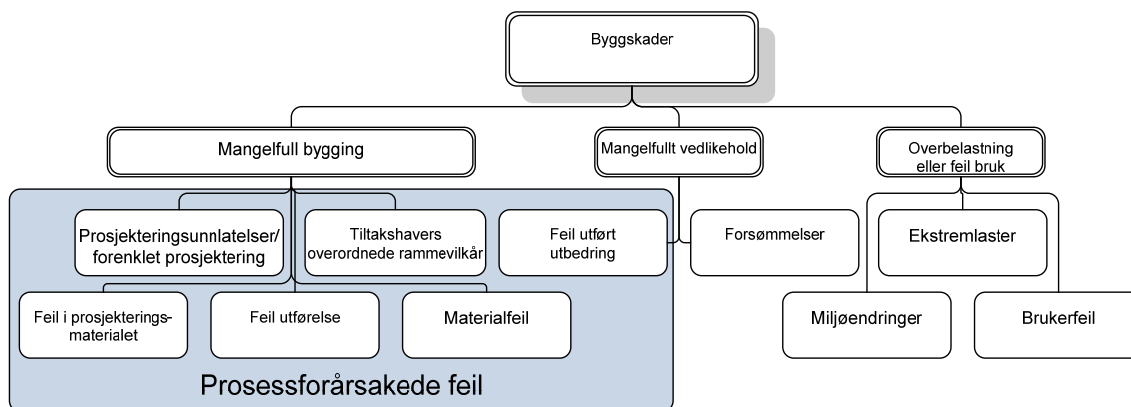 Byggskader
Mangelfull bygging
Mangelfullt vedlikehold
Overbelastning
eller feil bruk
Prosjekteringsunnlatelser/
forenklet prosjektering
Tiltakshavers
overordnede rammevilkår
Feil utført
utbedring
Forsømmelser
Ekstremlaster
Feil i prosjekterings-
materialet
Feil utførelse
Materialfeil
Miljøendringer
Brukerfeil
Prosessforårsakede feil